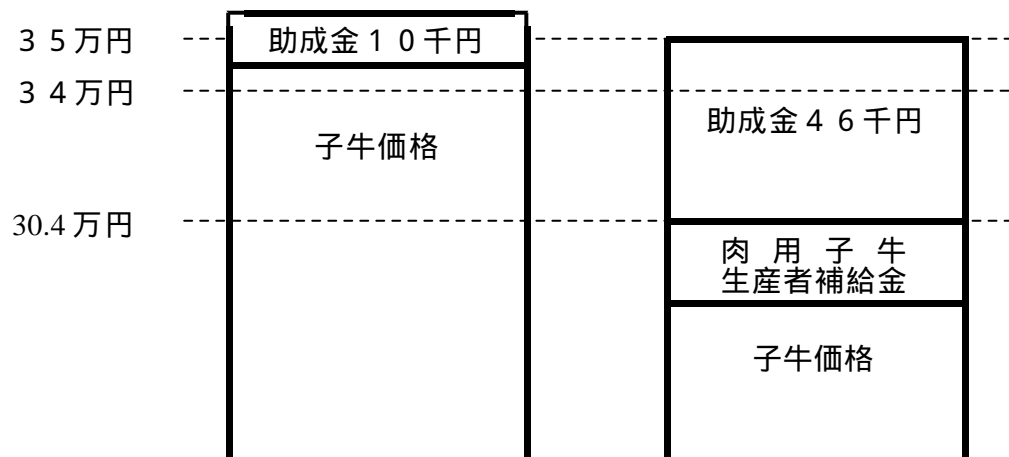 ３５万円
助成金１０千円
３４万円
助成金４６千円
子牛価格
30.4万円
肉用子牛
生産者補給金
子牛価格